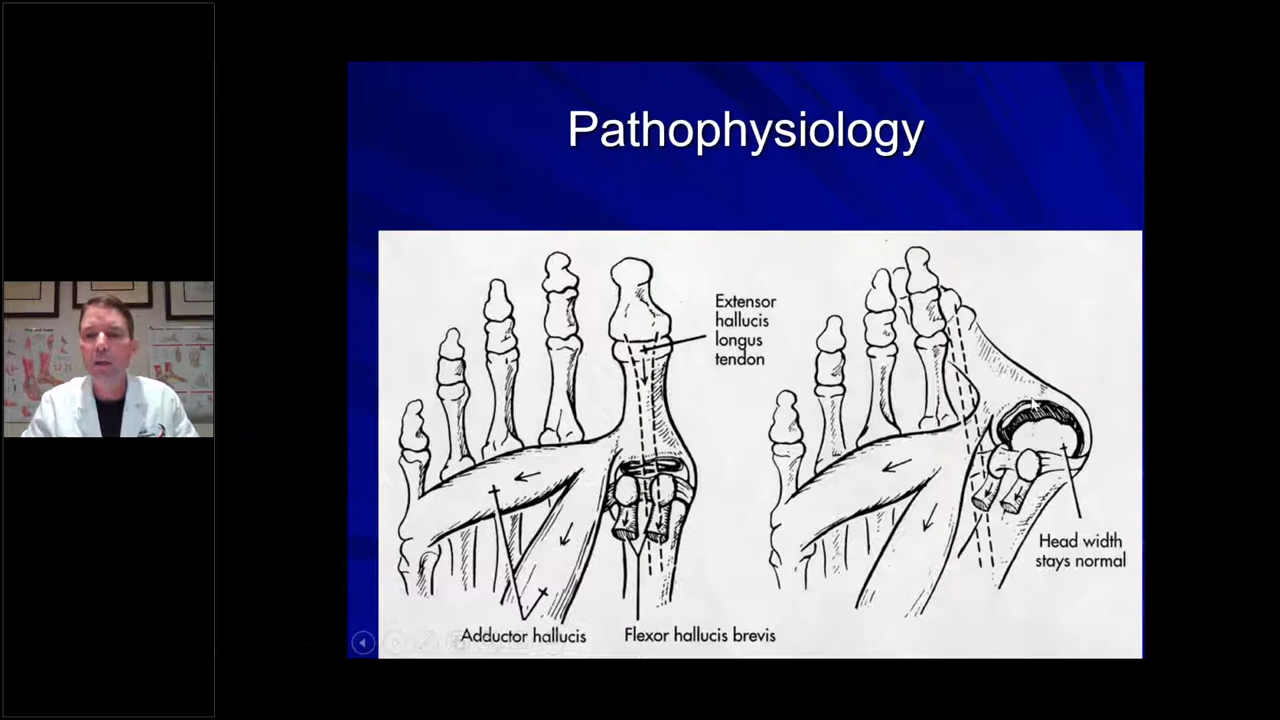 Pathophysiology
Extensor
hallucis
longus
tendon
Head width
stays normal
Adductor hallucis
Flexor hallucis brevis